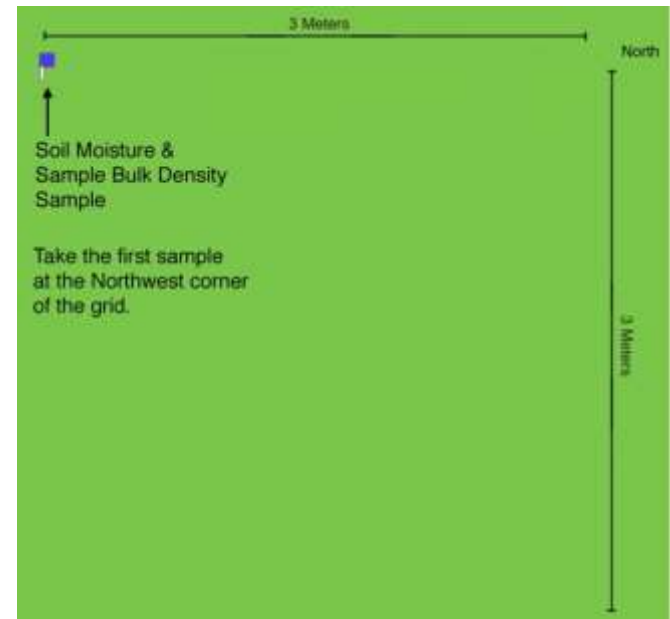 3 Meters
North
Soil Moisture &
Sample Bulk Density
Sample
Take the first sample
at the Northwest corner
of the grid.
3 Meters